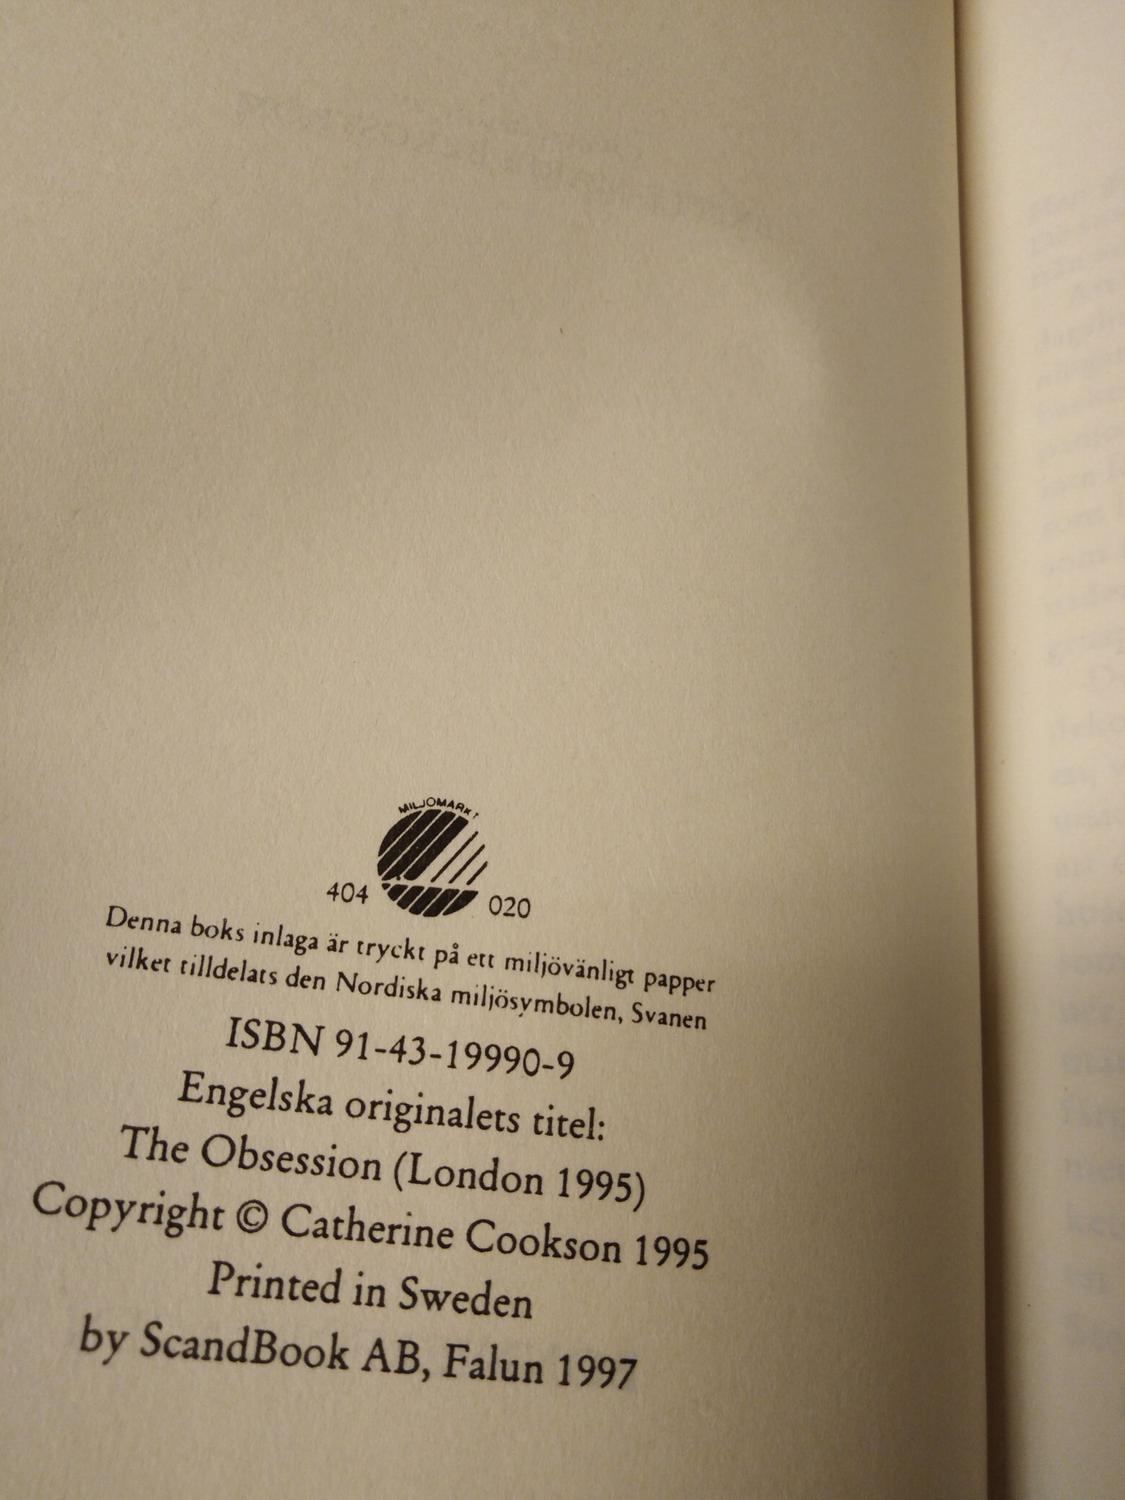 MILJÖMÄRKT
404 020
Denna boks inlaga är tryckt på ett miljövänligt papper
vilket tilldelats den Nordiska miljösymbolen, Svanen
ISBN 91-43-19990-9
Engelska originalets titel:
The Obsession (London 1995)
Copyright © Catherine Cookson 1995
Printed in Sweden
by ScandBook AB, Falun 1997